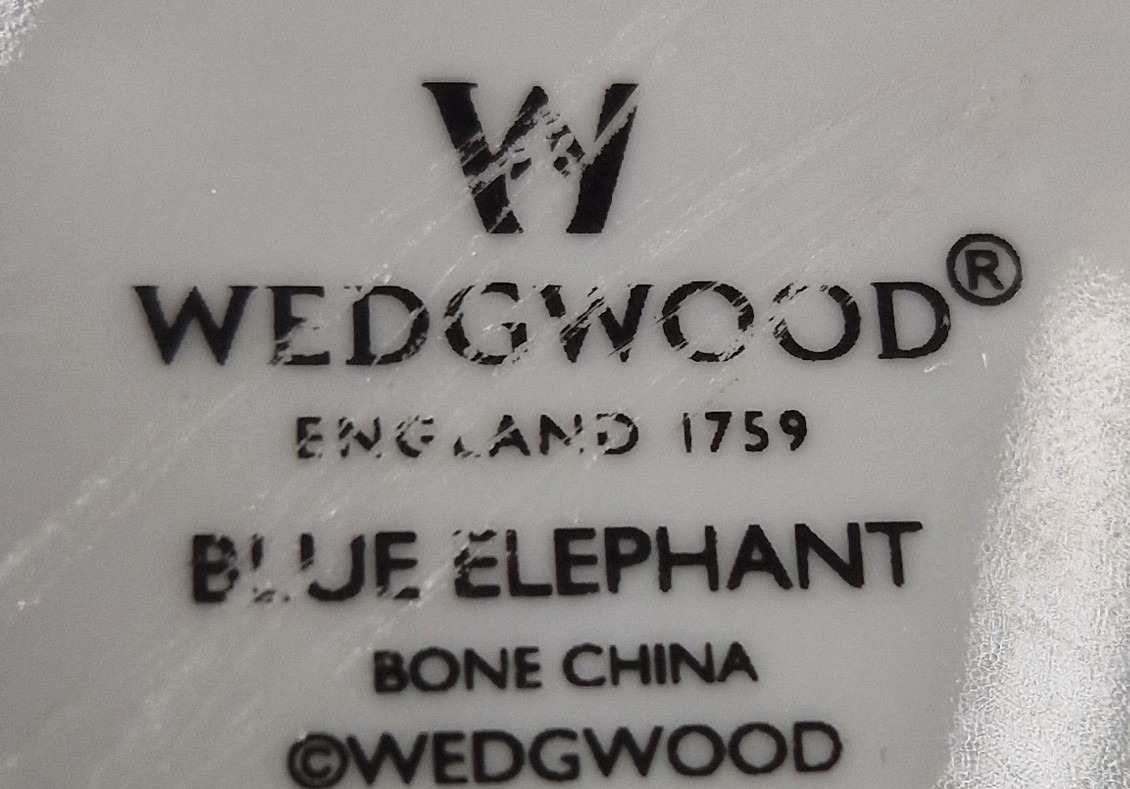 W
WEDGWOOD®
ENGLAND 1759
BLUE ELEPHANT
BONE CHINA
©WEDGWOOD